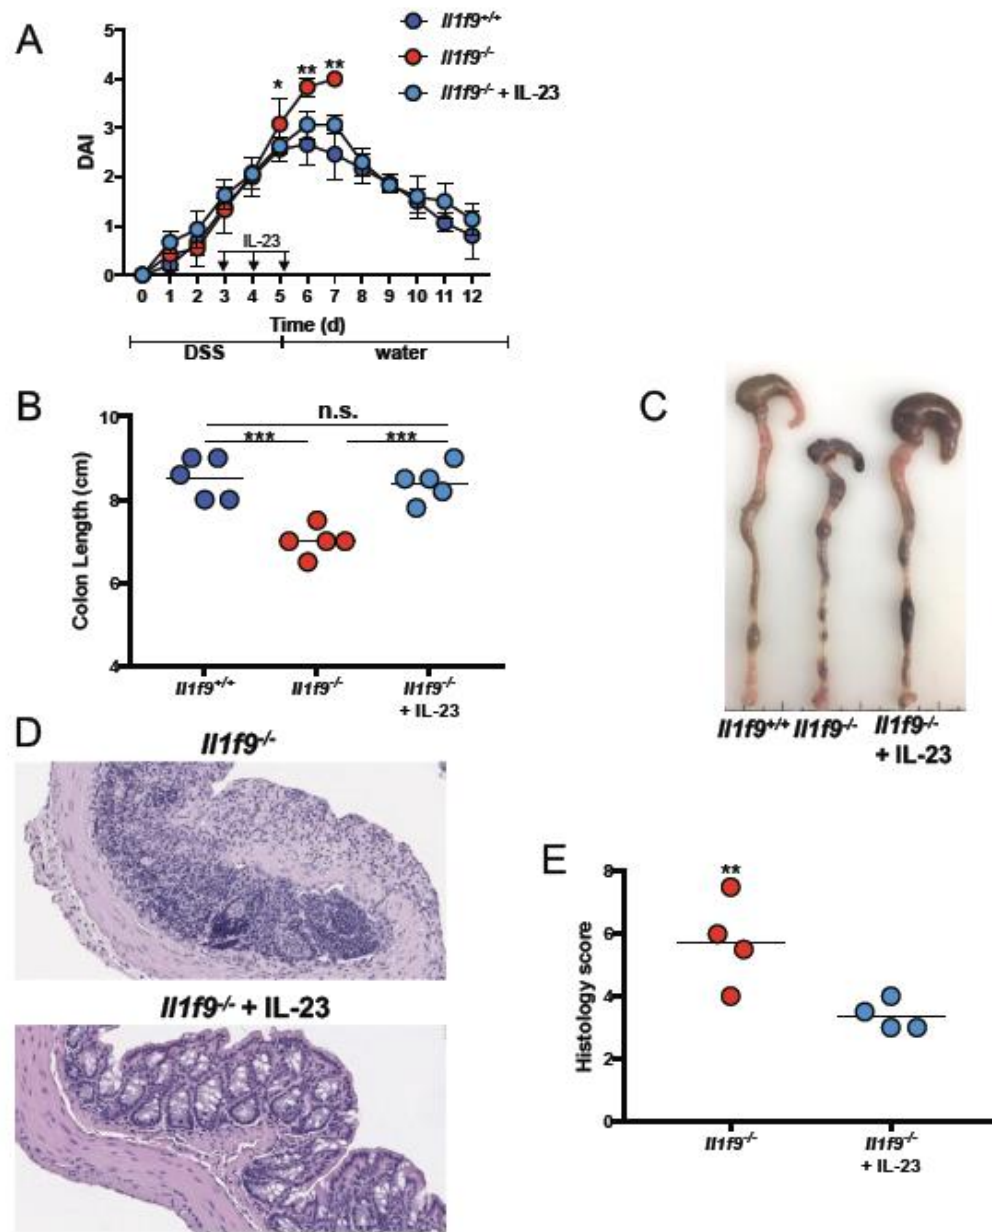 A
5
4
3
2
1
0
DAI
Il1f9+/+
Il1f9-/-
Il1f9-/- + IL-23
* ** **
IL-23
0 1 2 3 4 5 6 7 8 9 10 11 12
Time (d)
DSS water
B
10
8
6
4
Colon Length (cm)
n.s.
*** ***
Il1f9+/+ Il1f9-/- Il1f9-/-
+ IL-23
C
Il1f9+/+ Il1f9-/- Il1f9-/-
+ IL-23
D
Il1f9-/-
Il1f9-/- + IL-23
E
8
6
4
2
0
Histology score
**
Il1f9-/- Il1f9-/-
+ IL-23